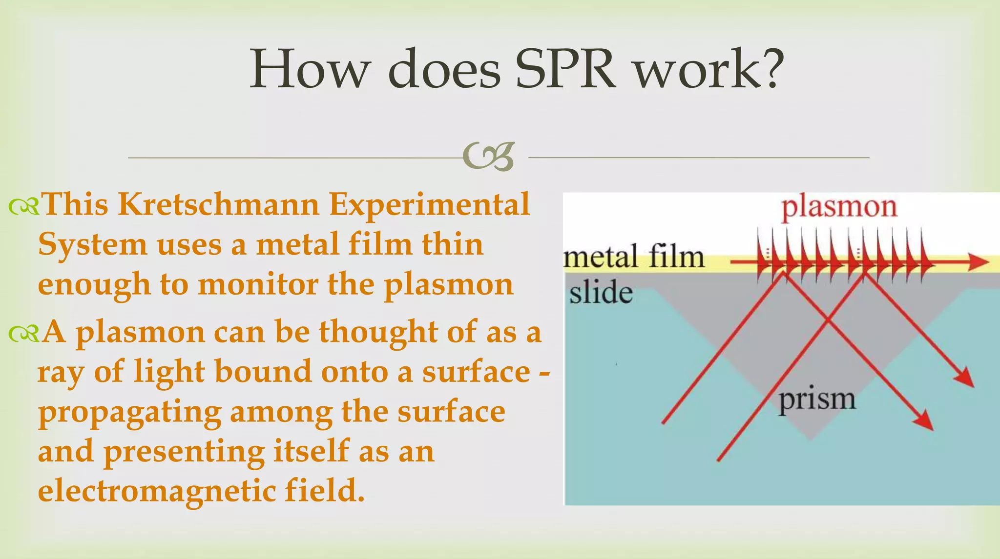 How does SPR work?
This Kretschmann Experimental
System uses a metal film thin
enough to monitor the plasmon
A plasmon can be thought of as a
ray of light bound onto a surface -
propagating among the surface
and presenting itself as an
electromagnetic field.
plasmon
metal film
slide
prism